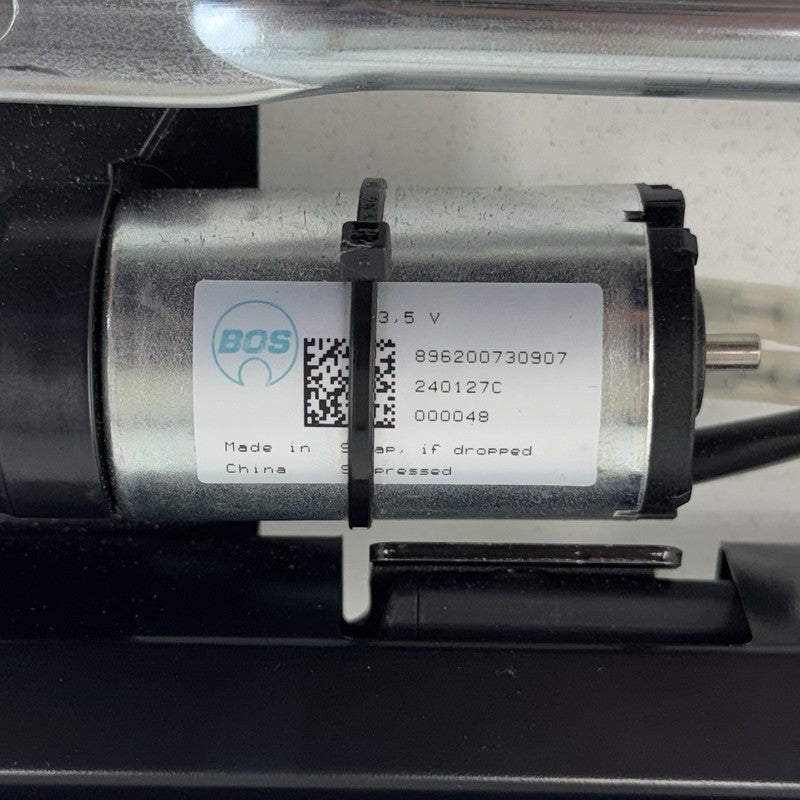 BOS
3,5 V
896200730907
240127C
000048
Made in
China
if dropped